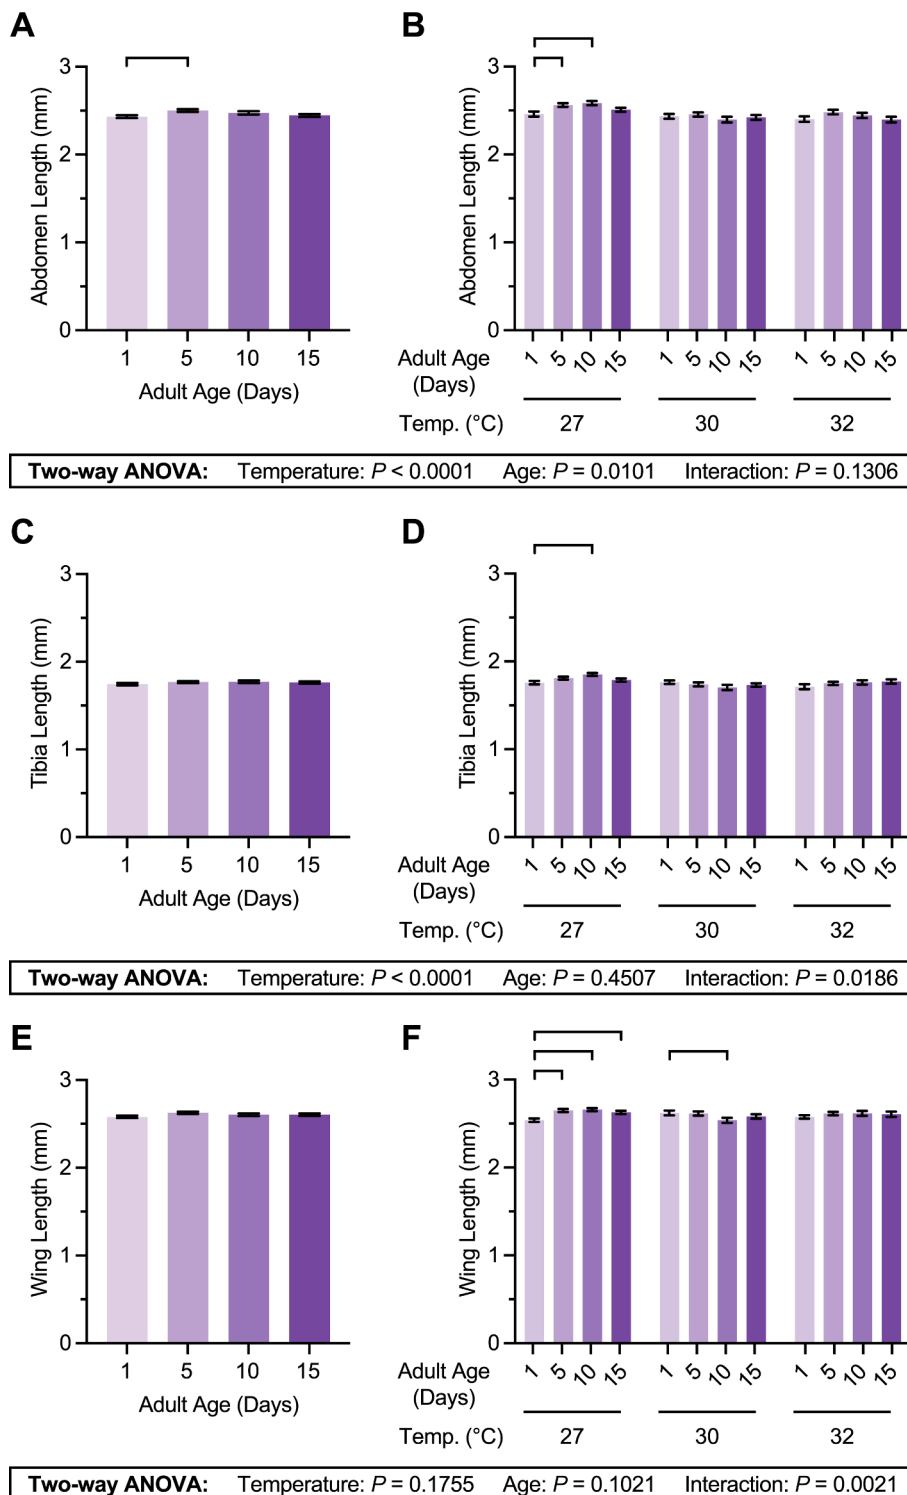 A
Abdomen Length (mm)
3
2
1
0
1 5 10 15
Adult Age (Days)
B
Abdomen Length (mm)
3
2
1
0
Adult Age
(Days)
1 5 10 15 1 5 10 15 1 5 10 15
Temp. (°C) 27 30 32
Two-way ANOVA: Temperature: P < 0.0001 Age: P = 0.0101 Interaction: P = 0.1306
C
Tibia Length (mm)
3
2
1
0
1 5 10 15
Adult Age (Days)
D
Tibia Length (mm)
3
2
1
0
Adult Age
(Days)
1 5 10 15 1 5 10 15 1 5 10 15
Temp. (°C) 27 30 32
Two-way ANOVA: Temperature: P < 0.0001 Age: P = 0.4507 Interaction: P = 0.0186
E
Wing Length (mm)
3
2
1
0
1 5 10 15
Adult Age (Days)
F
Wing Length (mm)
3
2
1
0
Adult Age
(Days)
1 5 10 15 1 5 10 15 1 5 10 15
Temp. (°C) 27 30 32
Two-way ANOVA: Temperature: P = 0.1755 Age: P = 0.1021 Interaction: P = 0.0021